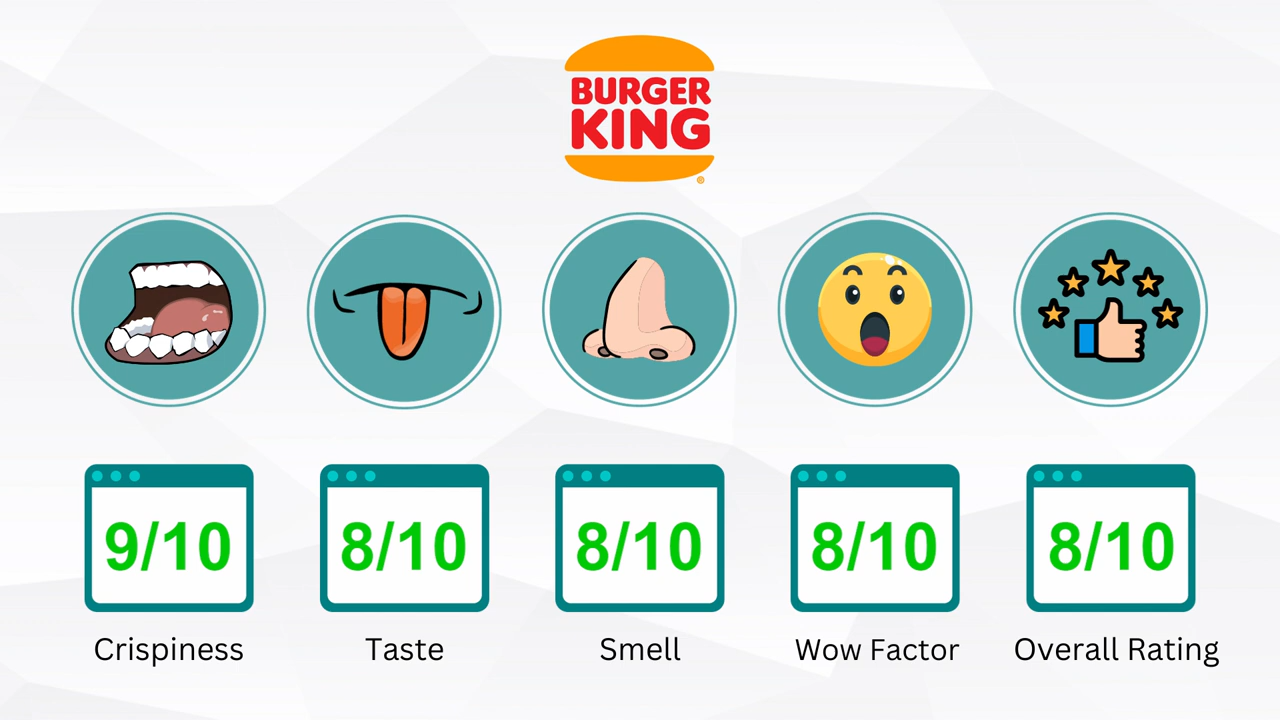 BURGER
KING
®
9/10
8/10
8/10
8/10
8/10
Crispiness
Taste
Smell
Wow Factor
Overall Rating